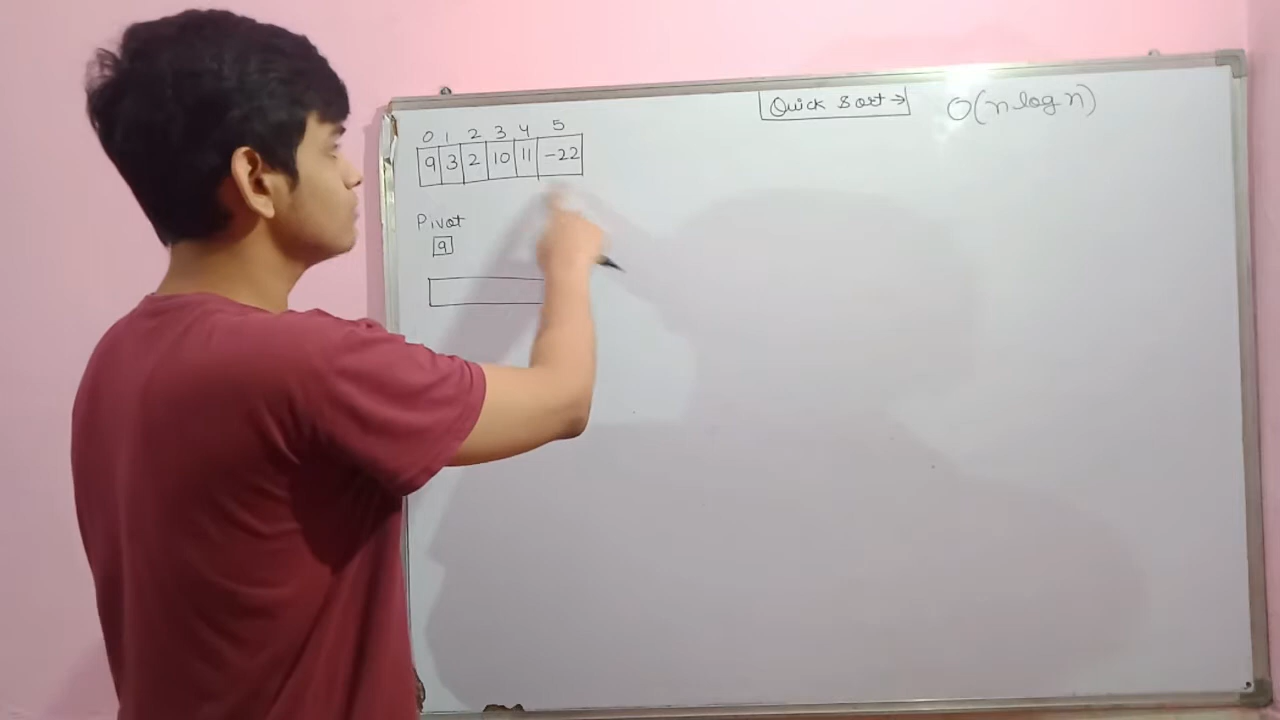 Quick Sort → O(n log n)
0 1 2 3 4 5
9 3 2 10 11 -22
Pivot
9